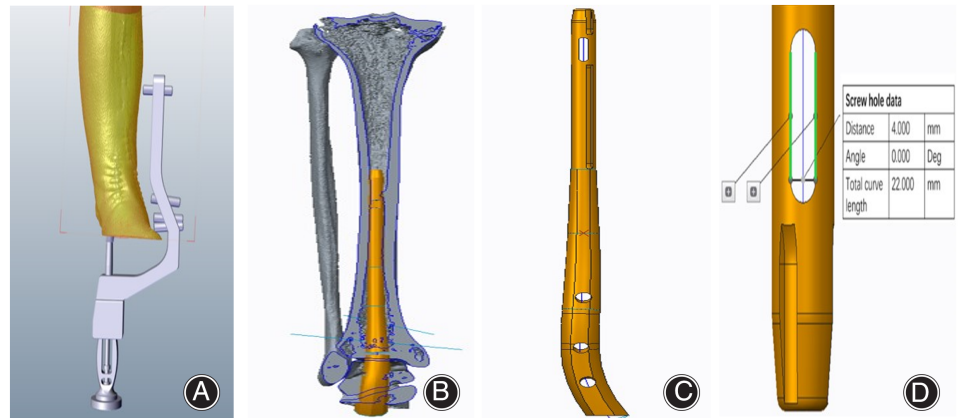 Screw hole data
Distance 4.000 mm
Angle 0.000 Deg
Total curve 22.000 mm
length
A
B
C
D